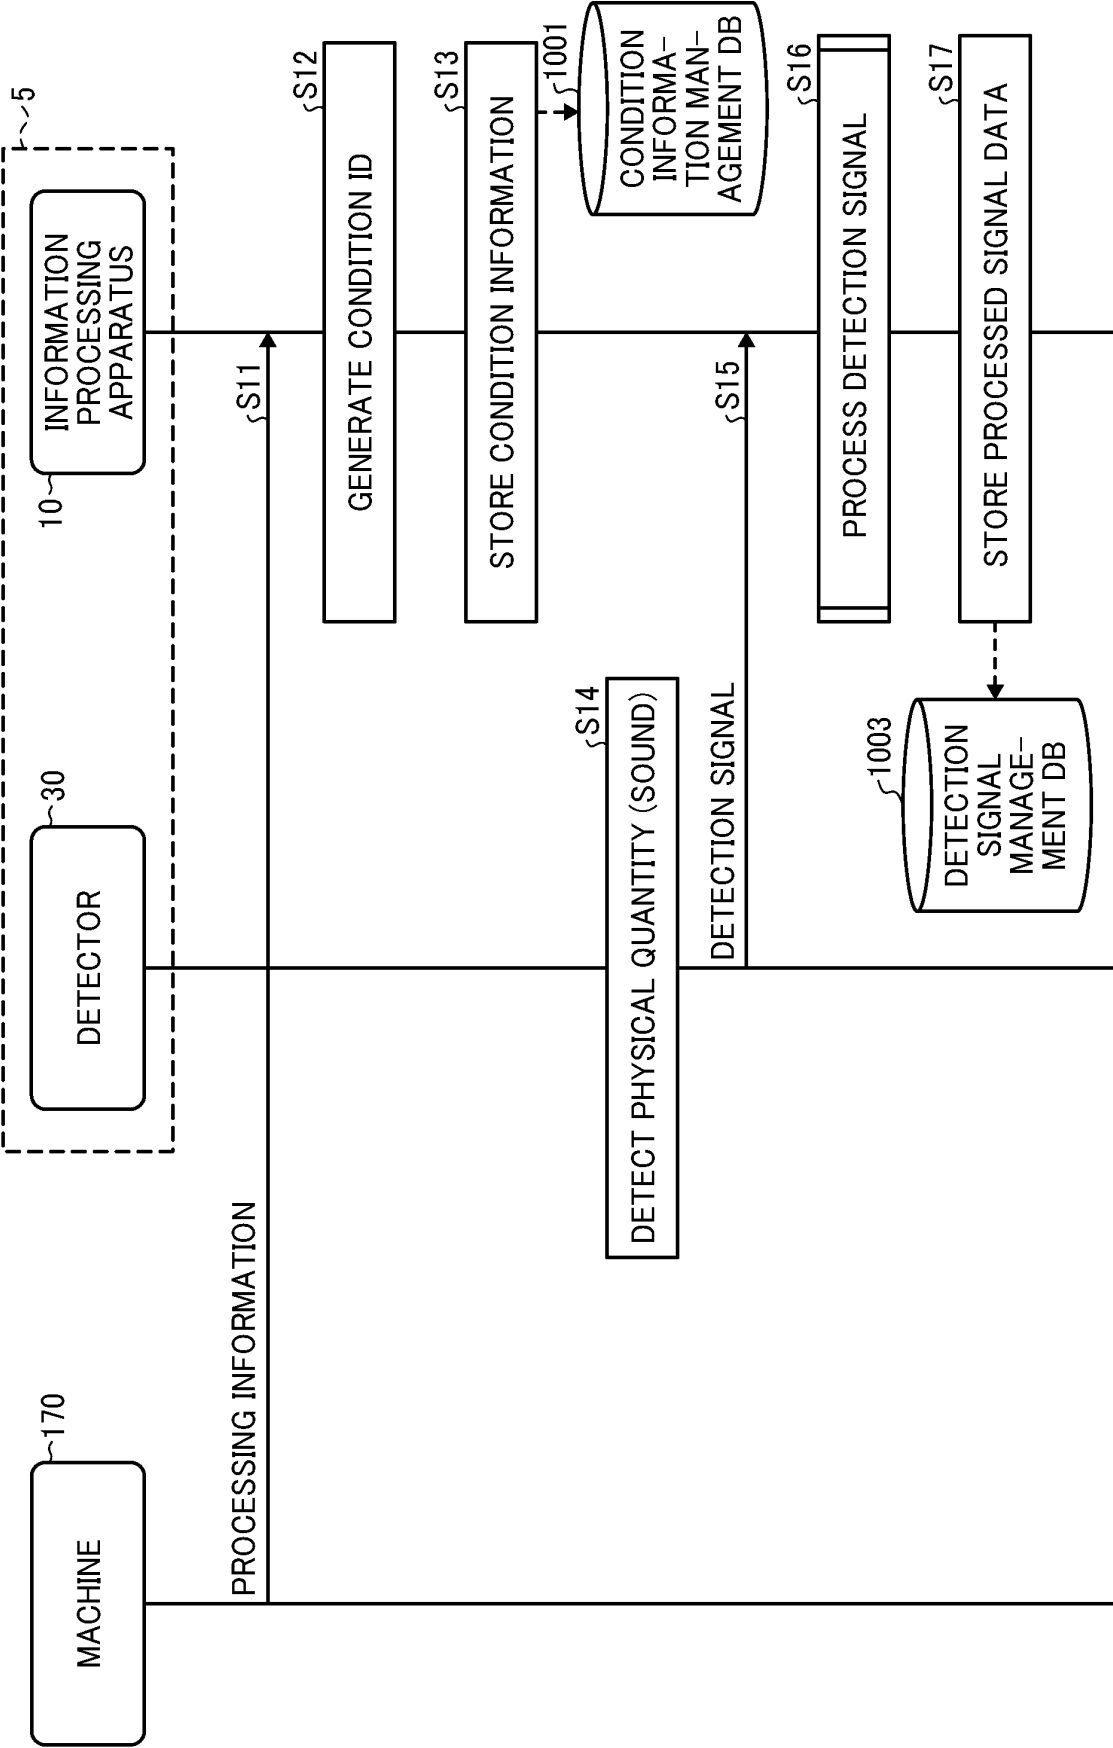 5
MACHINE
170
DETECTOR
30
INFORMATION
PROCESSING
APPARATUS
10
PROCESSING INFORMATION
S11
S12
GENERATE CONDITION ID
S13
STORE CONDITION INFORMATION
1001
CONDITION
INFORMA-
TION MAN-
AGEMENT DB
S14
DETECT PHYSICAL QUANTITY (SOUND)
DETECTION SIGNAL
S15
S16
PROCESS DETECTION SIGNAL
S17
STORE PROCESSED SIGNAL DATA
1003
DETECTION
SIGNAL
MANAGE-
MENT DB